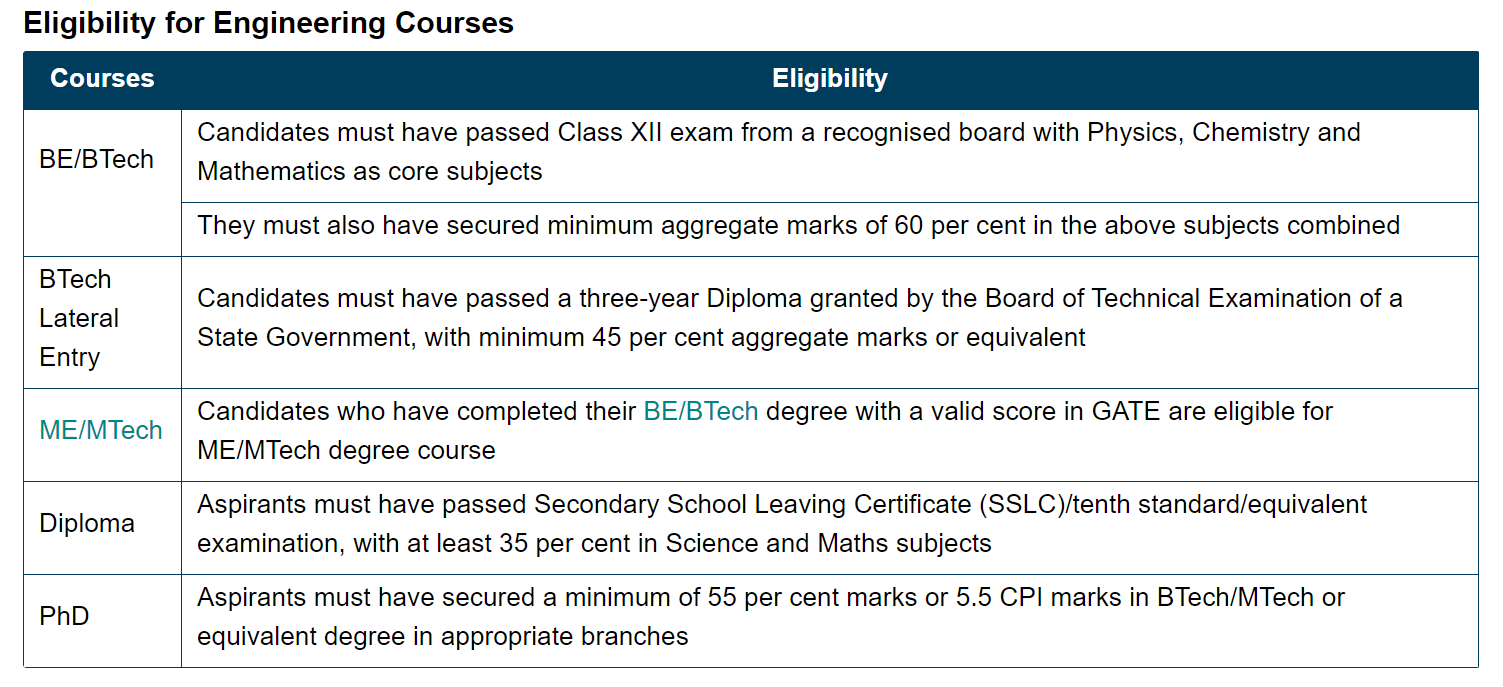 Eligibility for Engineering Courses
Courses
Eligibility
BE/BTech
Candidates must have passed Class XII exam from a recognised board with Physics, Chemistry and
Mathematics as core subjects
They must also have secured minimum aggregate marks of 60 per cent in the above subjects combined
BTech
Lateral
Entry
Candidates must have passed a three-year Diploma granted by the Board of Technical Examination of a
State Government, with minimum 45 per cent aggregate marks or equivalent
ME/MTech
Candidates who have completed their BE/BTech degree with a valid score in GATE are eligible for
ME/MTech degree course
Diploma
Aspirants must have passed Secondary School Leaving Certificate (SSLC)/tenth standard/equivalent
examination, with at least 35 per cent in Science and Maths subjects
PhD
Aspirants must have secured a minimum of 55 per cent marks or 5.5 CPI marks in BTech/MTech or
equivalent degree in appropriate branches